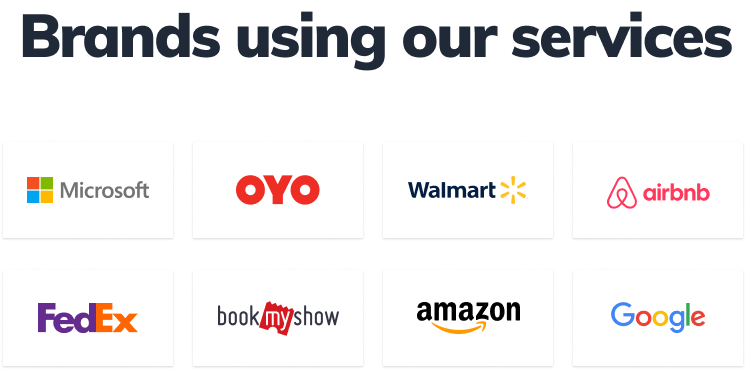 Brands using our services
Microsoft
OYO
Walmart
airbnb
FedEx
bookmyshow
amazon
Google